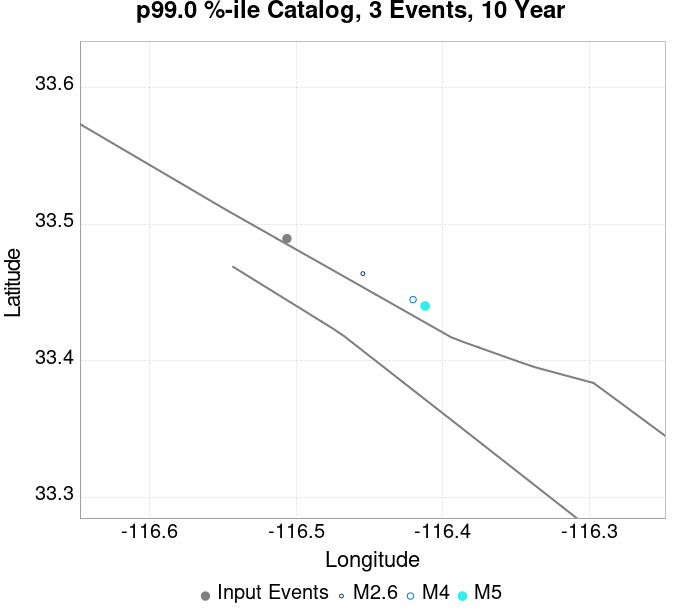 p99.0 %-ile Catalog, 3 Events, 10 Year
33.6
33.5
33.4
33.3
Latitude
-116.6 -116.5 -116.4 -116.3
Longitude
Input Events M2.6 M4 M5